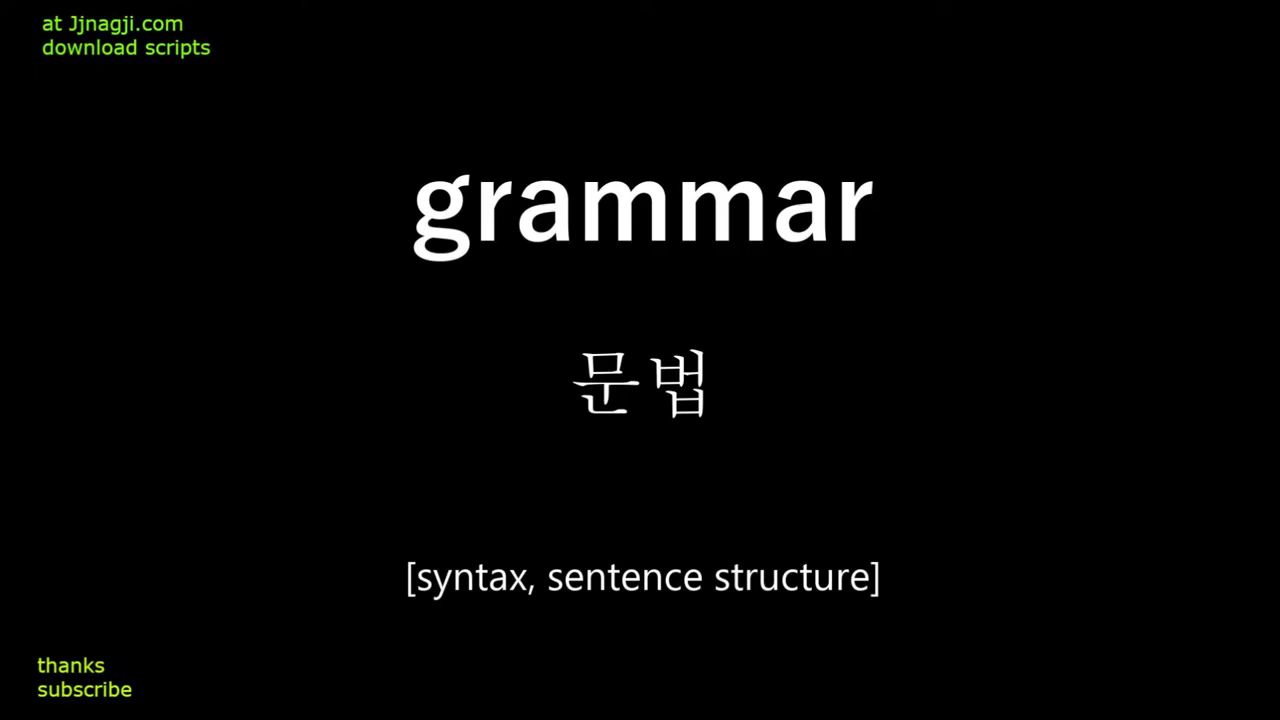 at Jjnagji.com
download scripts
grammar
문법
[syntax, sentence structure]
thanks
subscribe